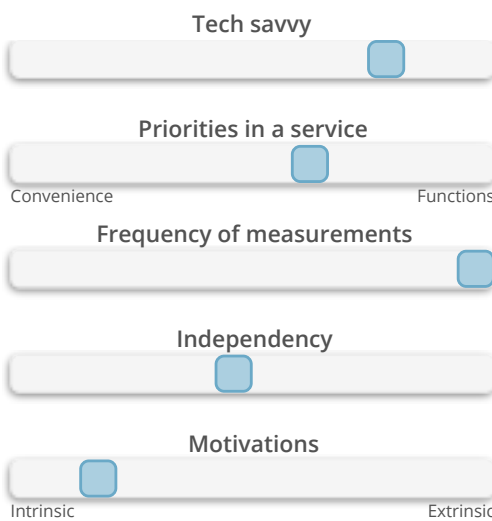 Tech savvy
Priorities in a service
Convenience Functions
Frequency of measurements
Independency
Motivations
Intrinsic Extrinsic